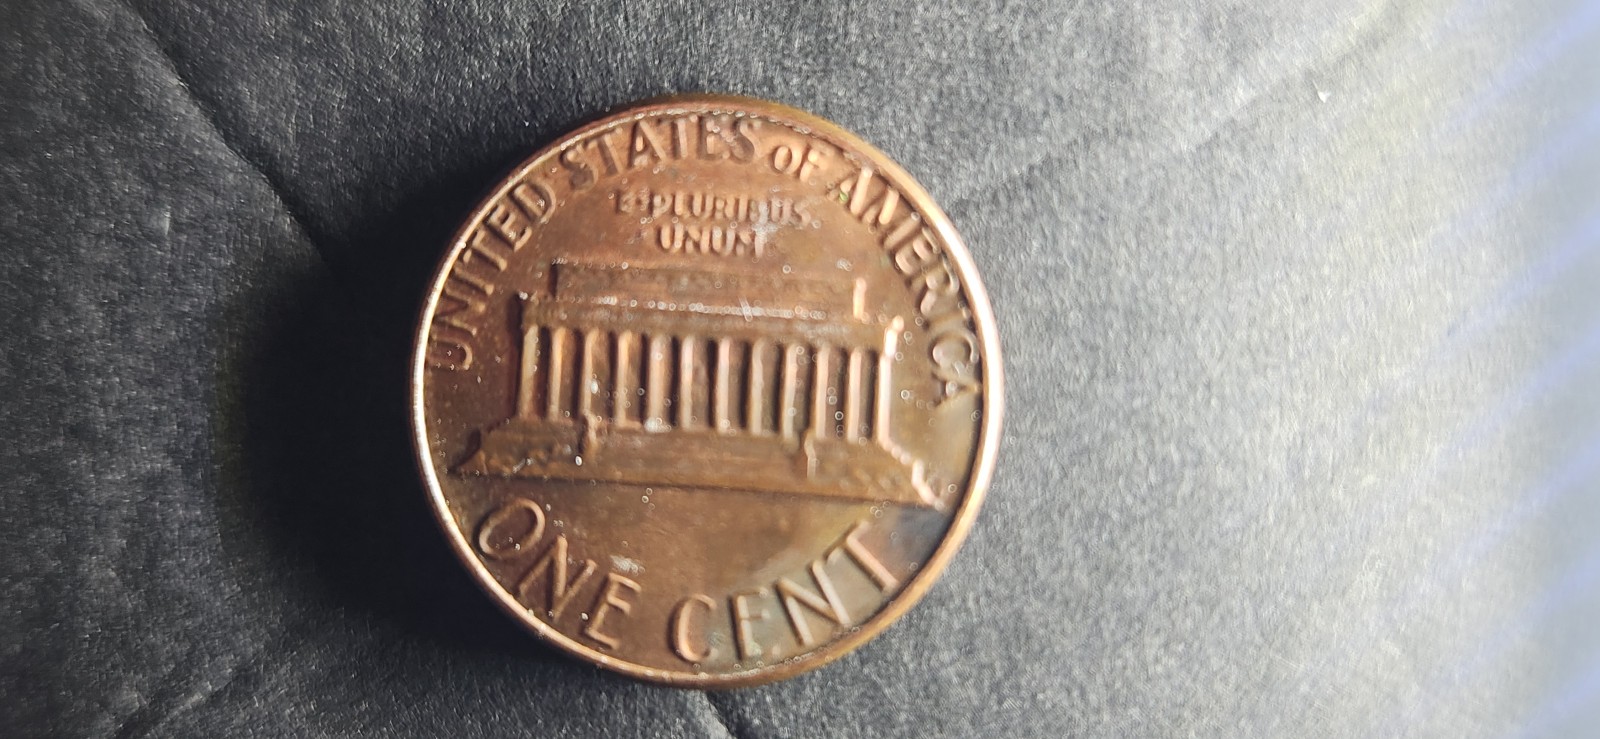 UNITED STATES OF AMERICA
E·PLURIBUS
UNUM
ONE CENT